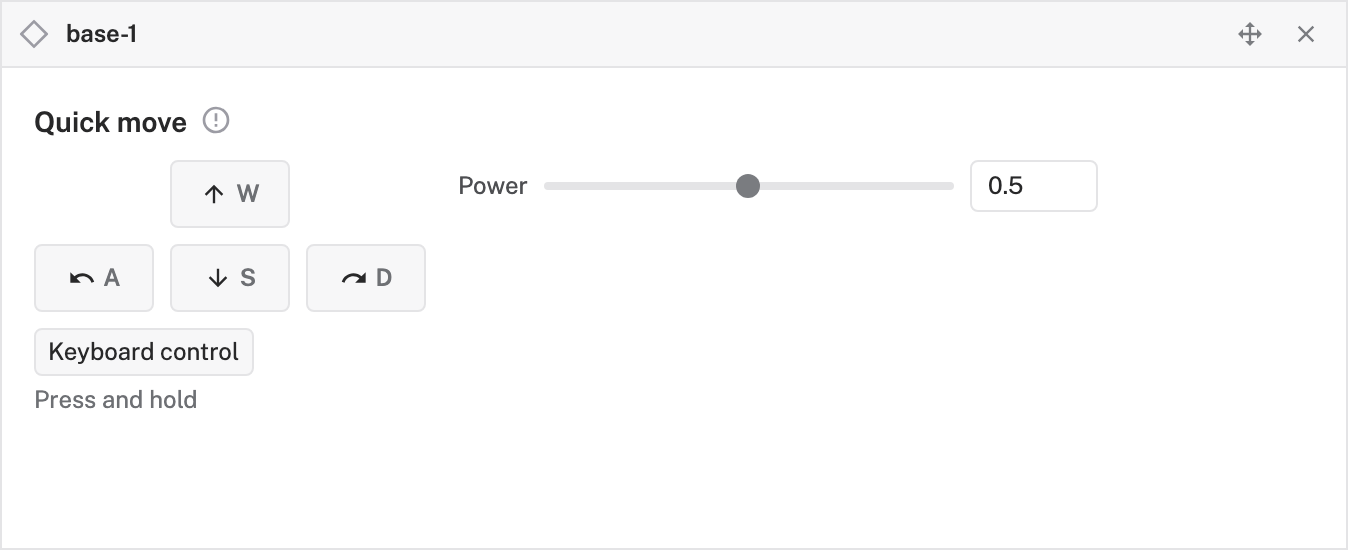 base-1
Quick move
W
Power
0.5
A
S
D
Keyboard control
Press and hold